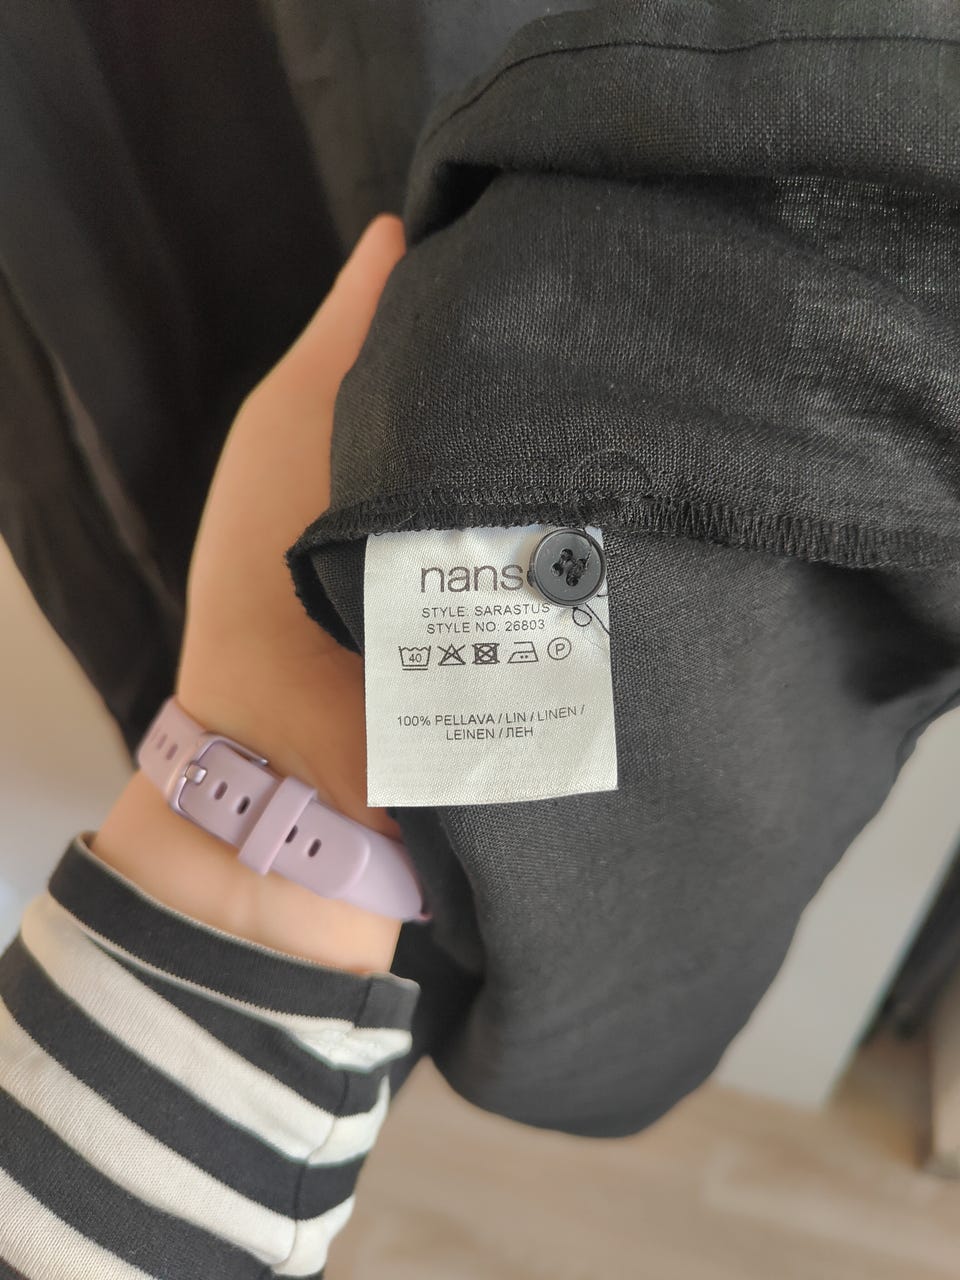 nans
STYLE: SARASTUS
STYLE NO. 26803
40 P
100% PELLAVA / LIN / LINEN /
LEINEN / ЛЕН